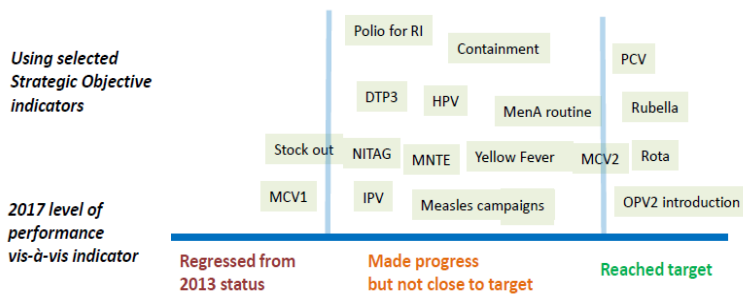 Using selected
Strategic Objective
indicators
Polio for RI
Containment
PCV
DTP3
HPV
MenA routine
Rubella
Stock out
NITAG
MNTE
Yellow Fever
MCV2
Rota
MCV1
IPV
Measles campaigns
OPV2 introduction
2017 level of
performance
vis-à-vis indicator
Regressed from
2013 status
Made progress
but not close to target
Reached target